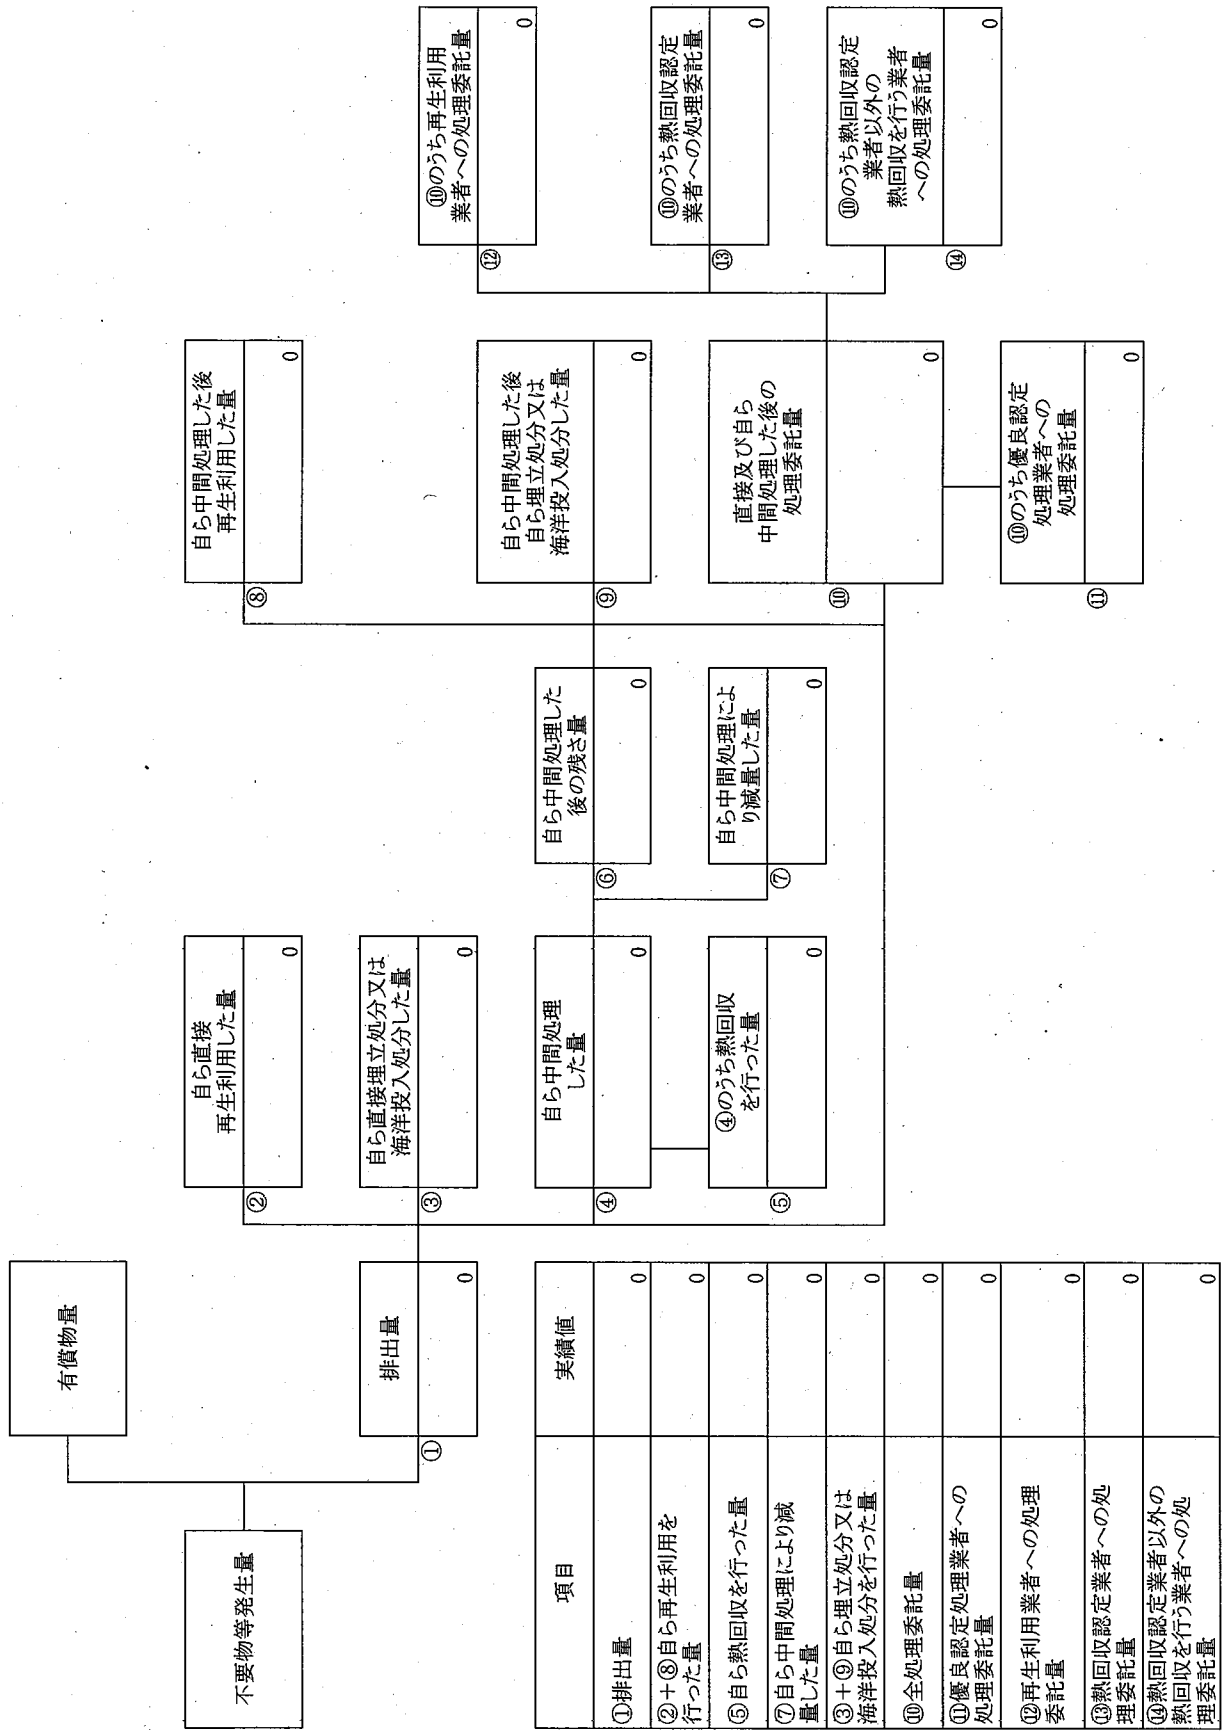 不要物等発生量
有償物量
①
排出量
0
②
自ら直接
再生利用した量
0
③
自ら直接埋立処分又は
海洋投入処分した量
0
④
自ら中間処理
した量
0
⑤
④のうち熱回収
を行った量
0
⑥
自ら中間処理した
後の残さ量
0
⑦
自ら中間処理によ
り減量した量
0
⑧
自ら中間処理した後
再生利用した量
0
⑨
自ら中間処理した後
自ら埋立処分又は
海洋投入処分した量
0
⑩
直接及び自ら
中間処理した後の
処理委託量
0
⑪
⑩のうち優良認定
処理業者への
処理委託量
0
⑫
⑩のうち再生利用
業者への処理委託量
0
⑬
⑩のうち熱回収認定
業者への処理委託量
0
⑭
⑩のうち熱回収認定
業者以外の
熱回収を行う業者
への処理委託量
0
項目 実績値
①排出量 0
②+⑧自ら再生利用を
行った量 0
⑤自ら熱回収を行った量 0
⑦自ら中間処理により減
量した量 0
③+⑨自ら埋立処分又は
海洋投入処分を行った量 0
⑩全処理委託量 0
⑪優良認定処理業者への
処理委託量 0
⑫再生利用業者への処理
委託量 0
⑬熱回収認定業者への処
理委託量 0
⑭熱回収認定業者以外の
熱回収を行う業者への処
理委託量 0